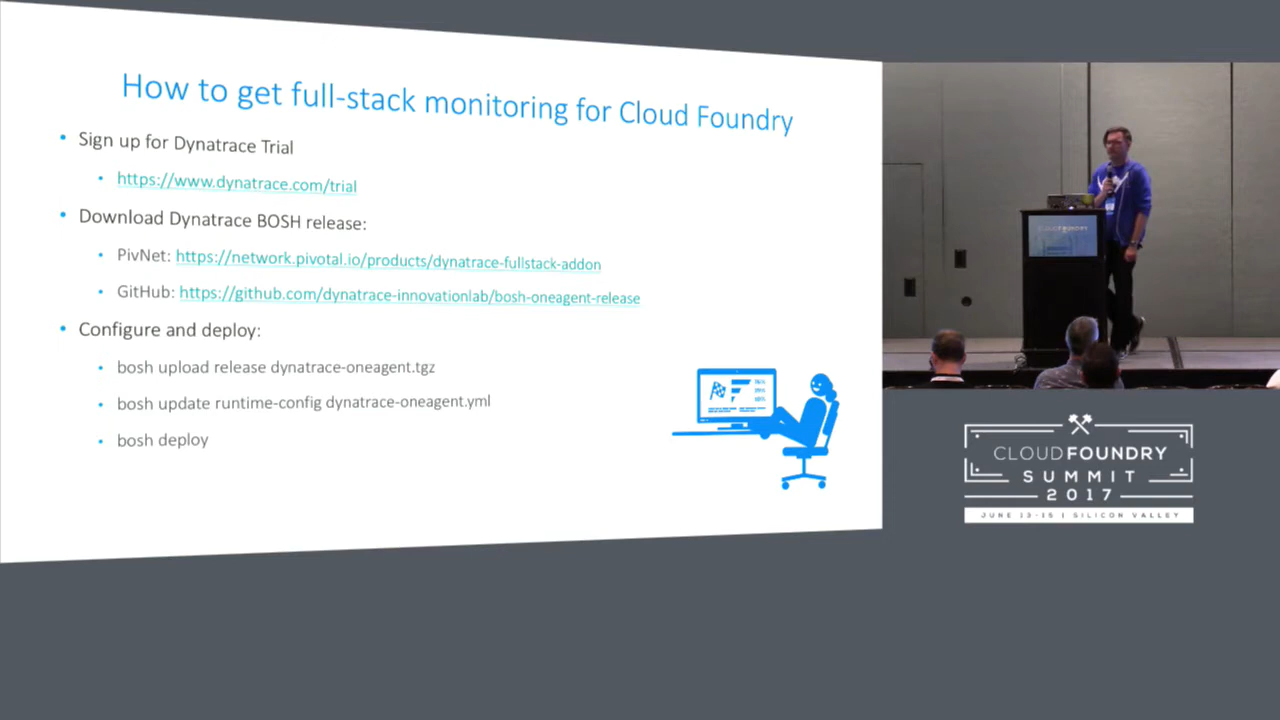 How to get full-stack monitoring for Cloud Foundry
• Sign up for Dynatrace Trial
• https://www.dynatrace.com/trial
• Download Dynatrace BOSH release:
• PivNet: https://network.pivotal.io/products/dynatrace-fullstack-addon
• GitHub: https://github.com/dynatrace-innovationlab/bosh-oneagent-release
• Configure and deploy:
• bosh upload release dynatrace-oneagent.tgz
• bosh update runtime-config dynatrace-oneagent.yml
• bosh deploy
CLOUD FOUNDRY
CLOUDFOUNDRY
SUMMIT
2017
JUNE 13-15 | SILICON VALLEY